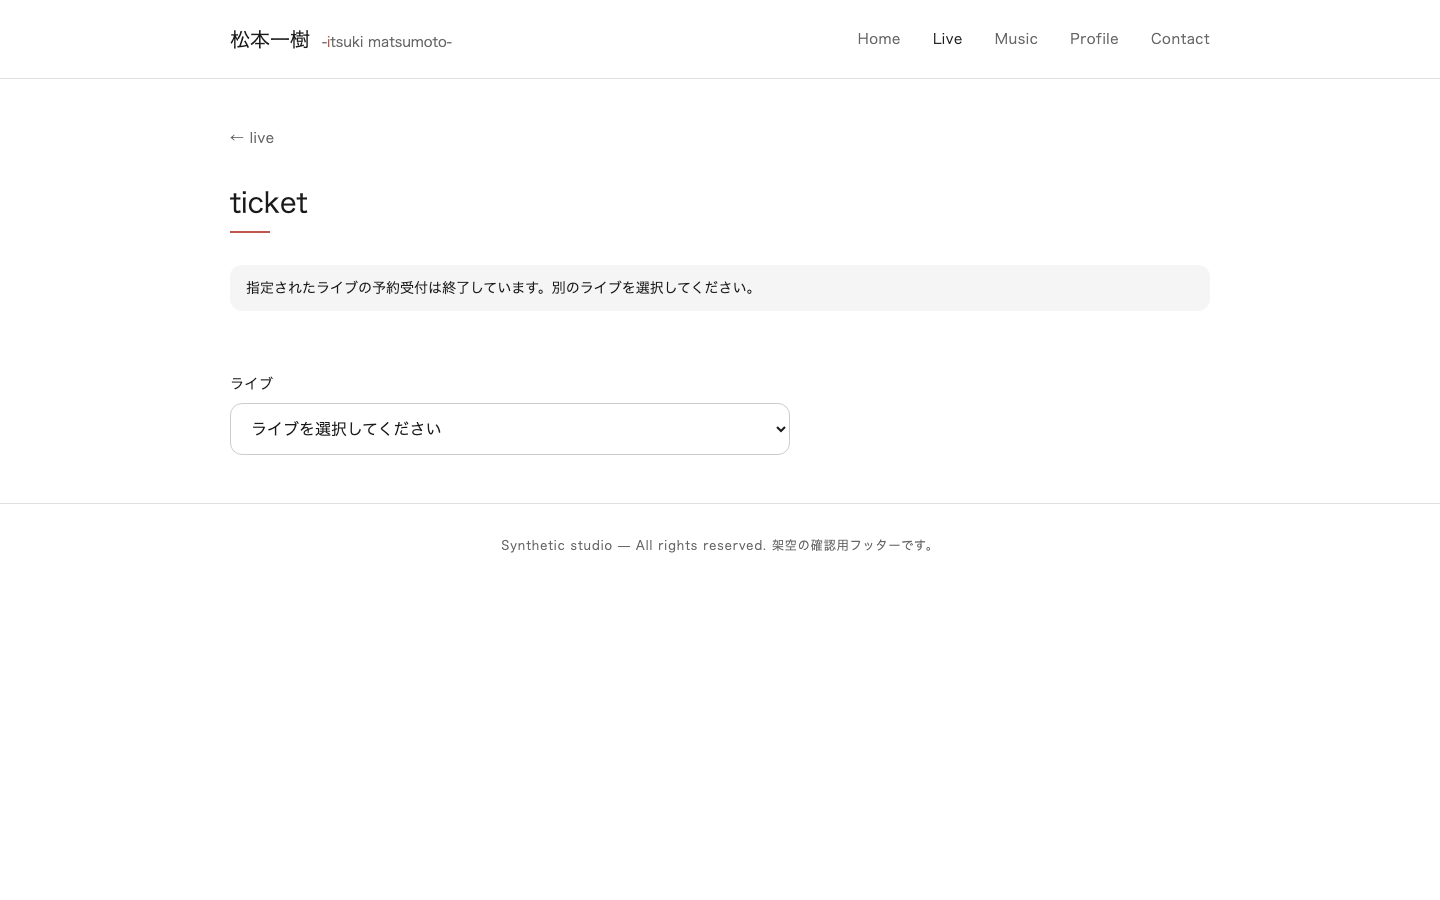 松本一樹 -itsuki matsumoto-
Home Live Music Profile Contact
← live
ticket
指定されたライブの予約受付は終了しています。別のライブを選択してください。
ライブ
ライブを選択してください
Synthetic studio — All rights reserved. 架空の確認用フッターです。